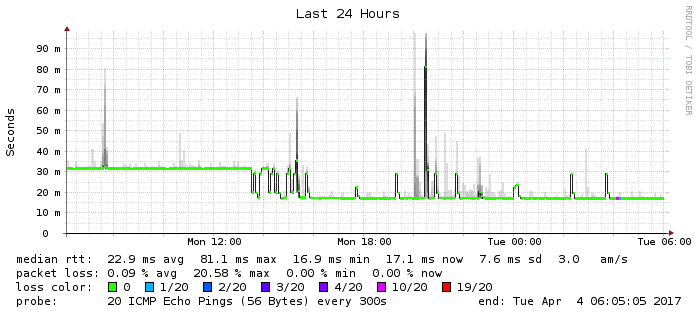 Last 24 Hours
RRDTOOL / TOBI OETIKER
Seconds
90 m
80 m
70 m
60 m
50 m
40 m
30 m
20 m
10 m
0
Mon 12:00 Mon 18:00 Tue 00:00 Tue 06:00
median rtt: 22.9 ms avg 81.1 ms max 16.9 ms min 17.1 ms now 7.6 ms sd 3.0 am/s
packet loss: 0.09 % avg 20.58 % max 0.00 % min 0.00 % now
loss color: 0 1/20 2/20 3/20 4/20 10/20 19/20
probe: 20 ICMP Echo Pings (56 Bytes) every 300s end: Tue Apr 4 06:05:05 2017